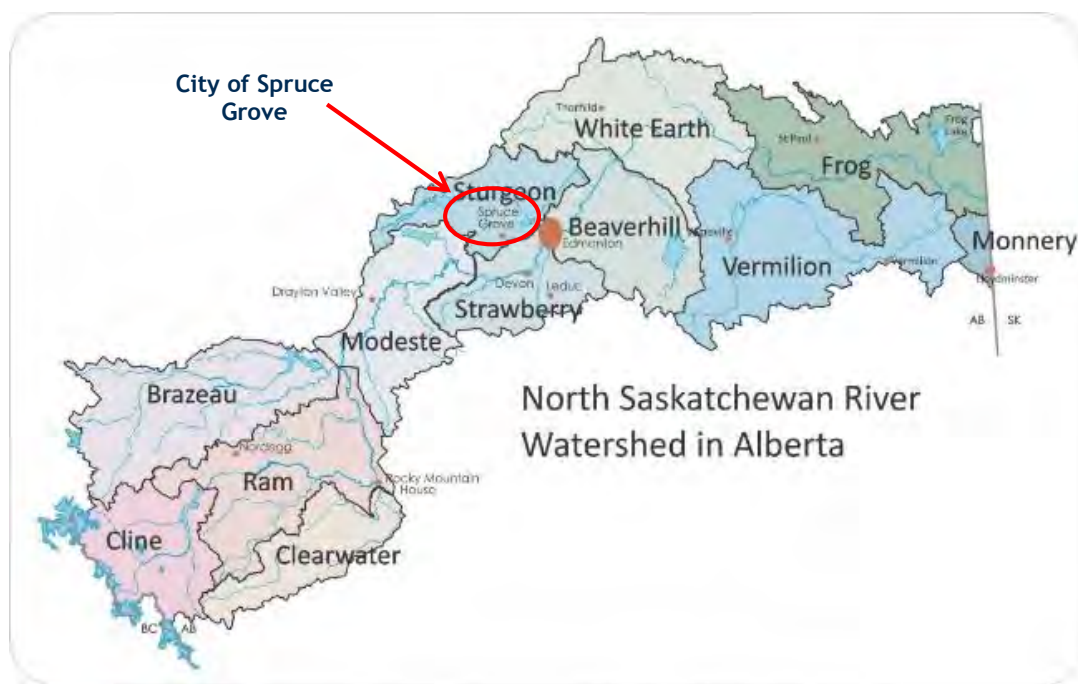 City of Spruce
Grove
Thorhild
White Earth
St Paul
Frog
Lake
Frog
Sturgeon
Spruce
Grove
Beaverhill
Edmonton
Monnery
Vermilion
Vermilion
Lloydminster
Devon
Leduc
Strawberry
Drayton Valley
AB
SK
Modeste
Brazeau
North Saskatchewan River
Watershed in Alberta
Nordegg
Ram
Rocky Mountain
House
Cline
Clearwater
BC
AB